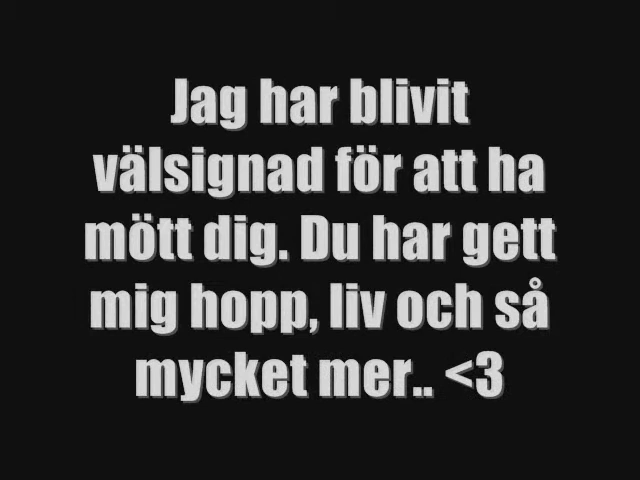 Jag har blivit
välsignad för att ha
mött dig. Du har gett
mig hopp, liv och så
mycket mer.. <3